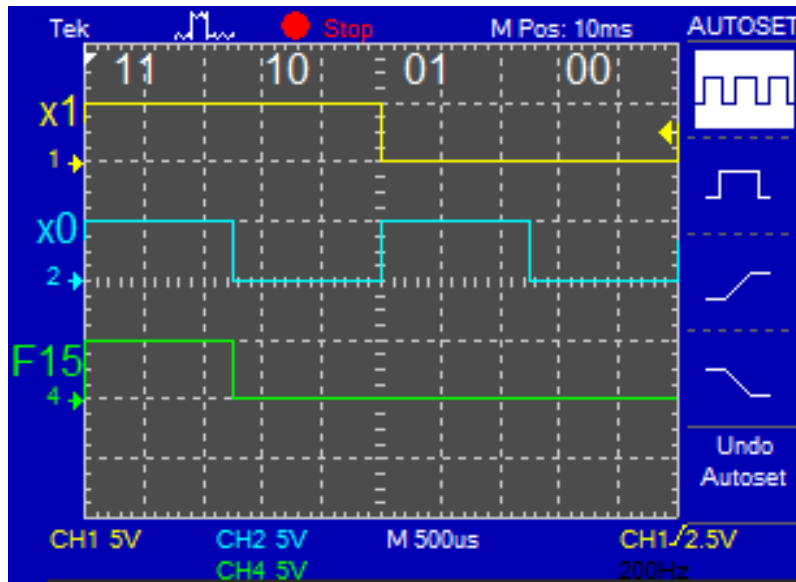 Tek Stop M Pos: 10ms AUTOSET
11 10 01 00
x1
1
x0
2
F15
4
Undo
Autoset
CH1 5V CH2 5V M 500us CH1 2.5V
CH4 5V 200Hz